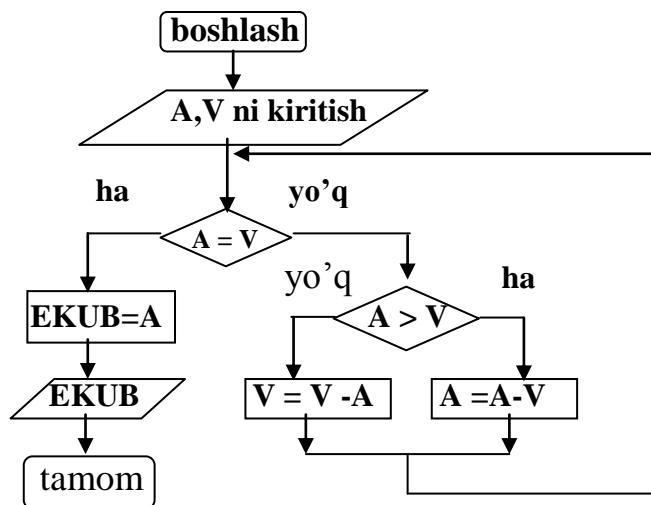 boshlash
A,V ni kiritish
ha
yo’q
A = V
yo’q
ha
EKUB=A
A > V
EKUB
V = V -A
A =A-V
tamom